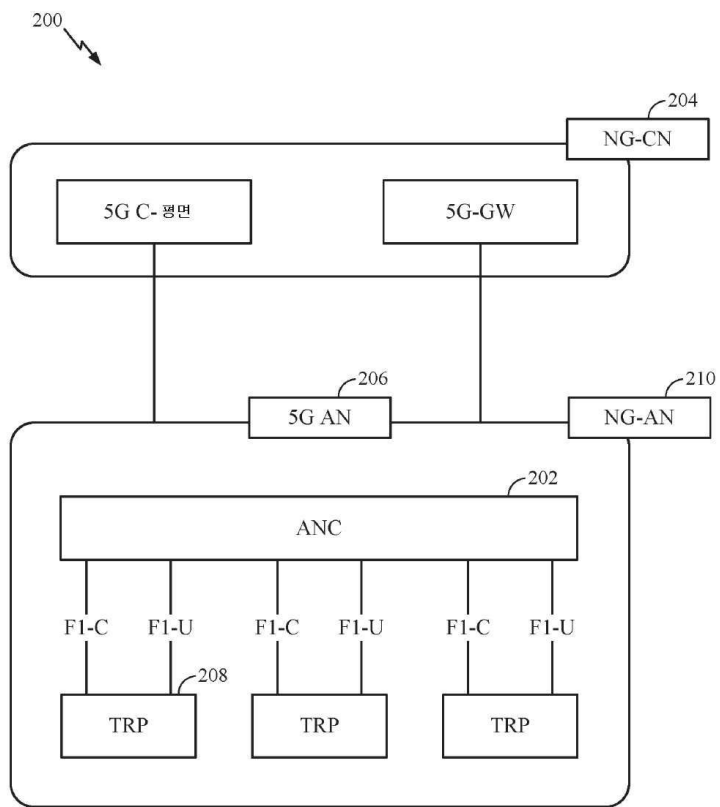 200
204
NG-CN
5G C- 평면
5G-GW
206
210
5G AN
NG-AN
202
ANC
F1-C F1-U F1-C F1-U F1-C F1-U
208
TRP TRP TRP